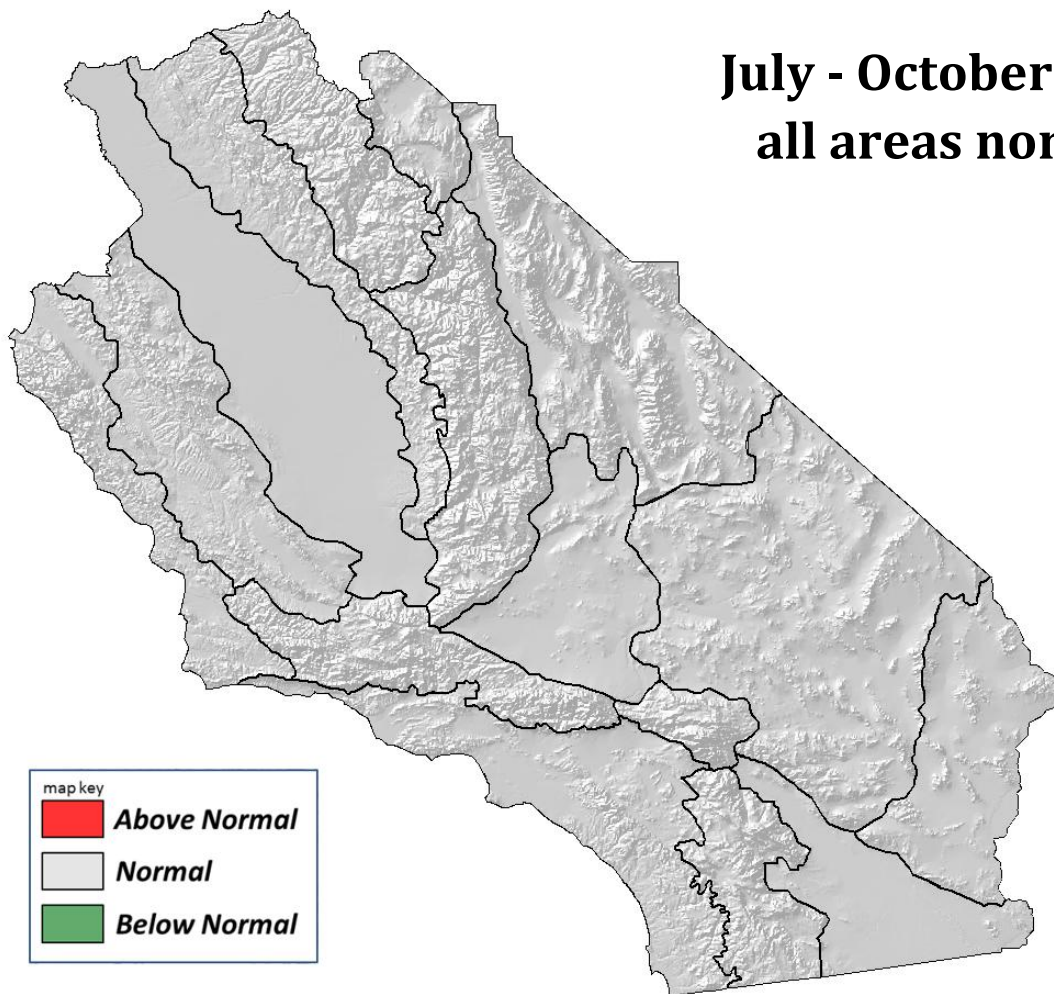 July - October
all areas nor
map key
Above Normal
Normal
Below Normal